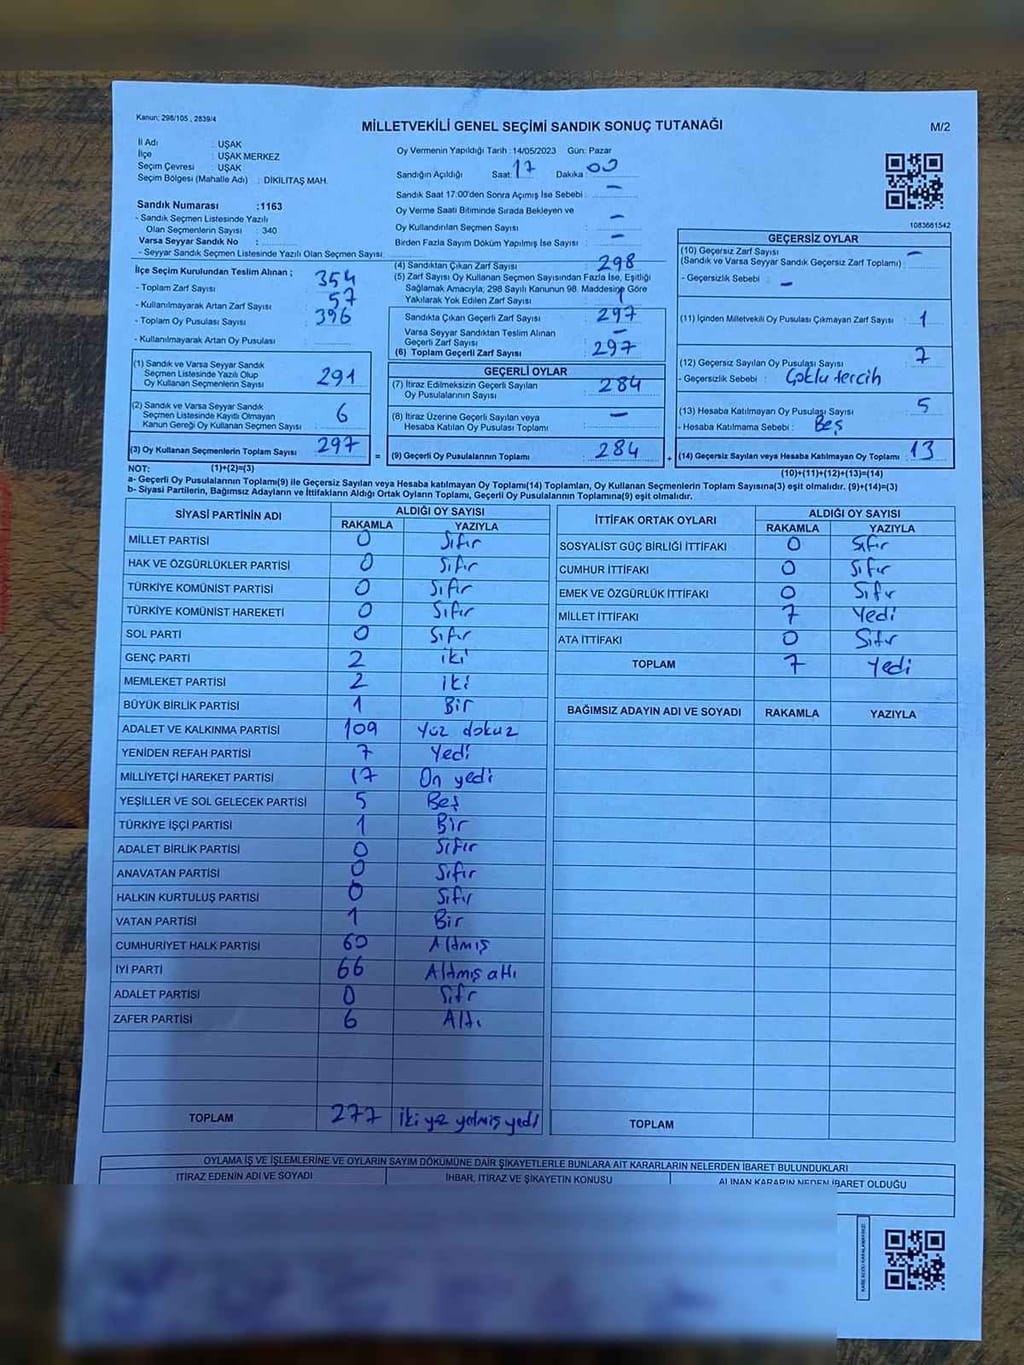 Kanun: 298/105 , 2839/4
MİLLETVEKİLİ GENEL SEÇİMİ SANDIK SONUÇ TUTANAĞI
M/2
İl Adı : UŞAK
İlçe : UŞAK MERKEZ
Seçim Çevresi : UŞAK
Seçim Bölgesi (Mahalle Adı) : DİKİLİTAŞ MAH.
Sandık Numarası :1163
- Sandık Seçmen Listesinde Yazılı
Olan Seçmenlerin Sayısı : 340
Varsa Seyyar Sandık No :
- Seyyar Sandık Seçmen Listesinde Yazılı Olan Seçmen Sayısı
Oy Vermenin Yapıldığı Tarih : 14/05/2023 Gün: Pazar
Sandığın Açıldığı Saat: 17 Dakika: 00
Sandık Saat 17:00'den Sonra Açımış İse Sebebi : –
Oy Verme Saati Bitiminde Sırada Bekleyen ve
Oy Kullandırılan Seçmen Sayısı : –
Birden Fazla Sayım Döküm Yapılmış İse Sayısı : –
1083661542
İlçe Seçim Kurulundan Teslim Alınan ;
- Toplam Zarf Sayısı : 354
- Kullanılmayarak Artan Zarf Sayısı : 57
- Toplam Oy Pusulası Sayısı : 396
- Kullanılmayarak Artan Oy Pusulası :
(1) Sandık ve Varsa Seyyar Sandık
Seçmen Listesinde Yazılı Olup
Oy Kullanan Seçmenlerin Sayısı : 291
(2) Sandık ve Varsa Seyyar Sandık
Seçmen Listesinde Kayıtlı Olmayan
Kanun Gereği Oy Kullanan Seçmen Sayısı : 6
(3) Oy Kullanan Seçmenlerin Toplam Sayısı : 297
=
(4) Sandıktan Çıkan Zarf Sayısı : 298
(5) Zarf Sayısı Oy Kullanan Seçmen Sayısından Fazla İse, Eşitliği
Sağlamak Amacıyla, 298 Sayılı Kanunun 98. Maddesine Göre
Yakılarak Yok Edilen Zarf Sayısı : 1
Sandıkta Çıkan Geçerli Zarf Sayısı : 297
Varsa Seyyar Sandıktan Teslim Alınan
Geçerli Zarf Sayısı : –
(6) Toplam Geçerli Zarf Sayısı : 297
GEÇERLİ OYLAR
(7) İtiraz Edilmeksizin Geçerli Sayılan
Oy Pusulalarının Sayısı : 284
(8) İtiraz Üzerine Geçerli Sayılan veya
Hesaba Katılan Oy Pusulası Toplamı : –
(9) Geçerli Oy Pusulalarının Toplamı : 284
+
GEÇERSİZ OYLAR
(10) Geçersiz Zarf Sayısı
(Sandık ve Varsa Seyyar Sandık Geçersiz Zarf Toplamı) : –
- Geçersizlik Sebebi : –
(11) İçinden Milletvekili Oy Pusulası Çıkmayan Zarf Sayısı : 1
(12) Geçersiz Sayılan Oy Pusulası Sayısı : 7
- Geçersizlik Sebebi : Çoklu tercih
(13) Hesaba Katılmayan Oy Pusulası Sayısı : 5
- Hesaba Katılmama Sebebi : Beş
(14) Geçersiz Sayılan veya Hesaba Katılmayan Oy Toplamı : 13
NOT: (1)+(2)=(3) (10)+(11)+(12)+(13)=(14)
a- Geçerli Oy Pusulalarının Toplamı(9) ile Geçersiz Sayılan veya Hesaba Katılmayan Oy Toplamı(14) Toplamları, Oy Kullanan Seçmenlerin Toplam Sayısına(3) eşit olmalıdır. (9)+(14)=(3)
b- Siyasi Partilerin, Bağımsız Adayların ve İttifakların Aldığı Ortak Oyların Toplamı, Geçerli Oy Pusulalarının Toplamına(9) eşit olmalıdır.
SİYASİ PARTİNİN ADI ALDIĞI OY SAYISI
RAKAMLA YAZIYLA
MİLLET PARTİSİ 0 Sıfır
HAK VE ÖZGÜRLÜKLER PARTİSİ 0 Sıfır
TÜRKİYE KOMÜNİST PARTİSİ 0 Sıfır
TÜRKİYE KOMÜNİST HAREKETİ 0 Sıfır
SOL PARTİ 0 Sıfır
GENÇ PARTİ 2 iki
MEMLEKET PARTİSİ 2 iki
BÜYÜK BİRLİK PARTİSİ 1 Bir
ADALET VE KALKINMA PARTİSİ 109 Yüz dokuz
YENİDEN REFAH PARTİSİ 7 Yedi
MİLLİYETÇİ HAREKET PARTİSİ 17 On yedi
YEŞİLLER VE SOL GELECEK PARTİSİ 5 Beş
TÜRKİYE İŞÇİ PARTİSİ 1 Bir
ADALET BİRLİK PARTİSİ 0 Sıfır
ANAVATAN PARTİSİ 0 Sıfır
HALKIN KURTULUŞ PARTİSİ 0 Sıfır
VATAN PARTİSİ 1 Bir
CUMHURİYET HALK PARTİSİ 60 Altmış
İYİ PARTİ 66 Altmış altı
ADALET PARTİSİ 0 Sıfır
ZAFER PARTİSİ 6 Altı
TOPLAM 277 iki yüz yetmiş yedi
İTTİFAK ORTAK OYLARI ALDIĞI OY SAYISI
RAKAMLA YAZIYLA
SOSYALİST GÜÇ BİRLİĞİ İTTİFAKI 0 Sıfır
CUMHUR İTTİFAKI 0 Sıfır
EMEK VE ÖZGÜRLÜK İTTİFAKI 0 Sıfır
MİLLET İTTİFAKI 7 Yedi
ATA İTTİFAKI 0 Sıfır
TOPLAM 7 Yedi
BAĞIMSIZ ADAYIN ADI VE SOYADI RAKAMLA YAZIYLA
TOPLAM
OYLAMA İŞ VE İŞLEMLERİNE VE OYLARIN SAYIM DÖKÜMÜNE DAİR ŞİKAYETLERLE BUNLARA AİT KARARLARIN NELERDEN İBARET BULUNDUKLARI
İTİRAZ EDENİN ADI VE SOYADI İHBAR, İTİRAZ VE ŞİKAYETİN KONUSU ALINAN KARARIN NEDEN İBARET OLDUĞU